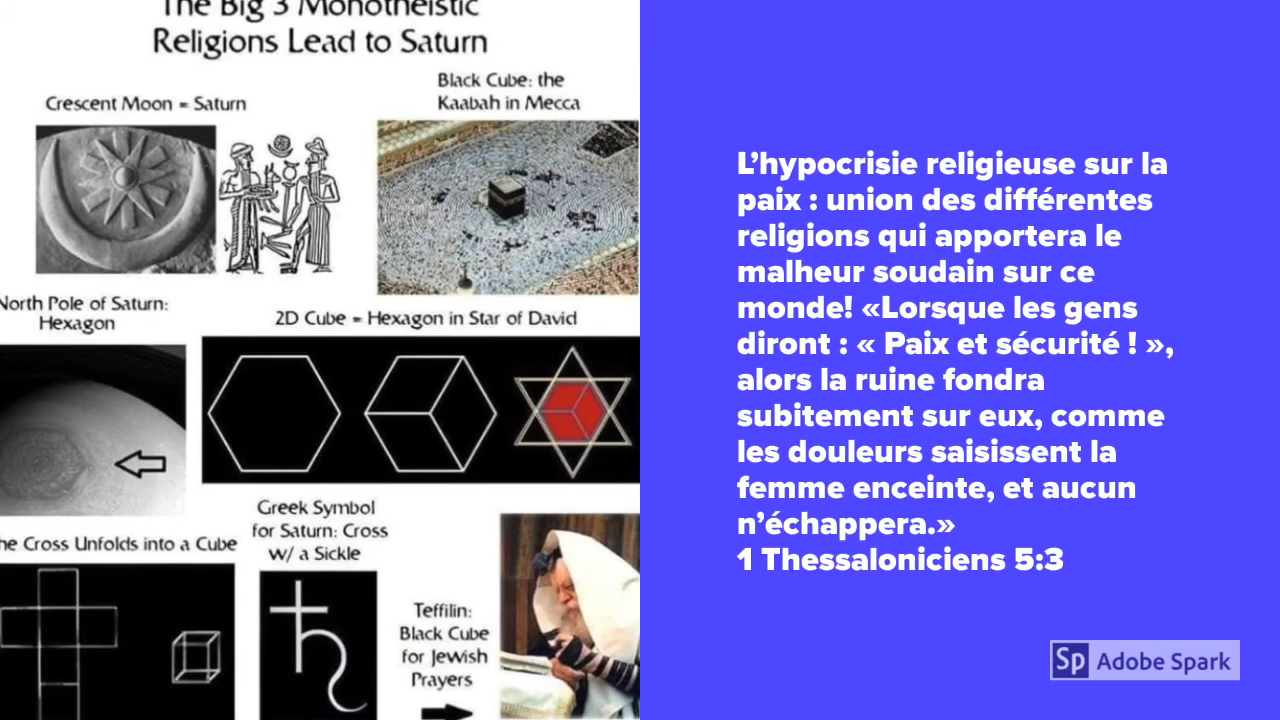 The Big 3 Monotheistic
Religions Lead to Saturn
Crescent Moon = Saturn
Black Cube: the
Kaabah in Mecca
North Pole of Saturn:
Hexagon
2D Cube = Hexagon in Star of David
The Cross Unfolds into a Cube
Greek Symbol
for Saturn: Cross
w/ a Sickle
Teffilin:
Black Cube
for Jewish
Prayers
L'hypocrisie religieuse sur la
paix : union des différentes
religions qui apportera le
malheur soudain sur ce
monde! «Lorsque les gens
diront : « Paix et sécurité ! »,
alors la ruine fondra
subitement sur eux, comme
les douleurs saisissent la
femme enceinte, et aucun
n'échappera.»
1 Thessaloniciens 5:3
Sp Adobe Spark